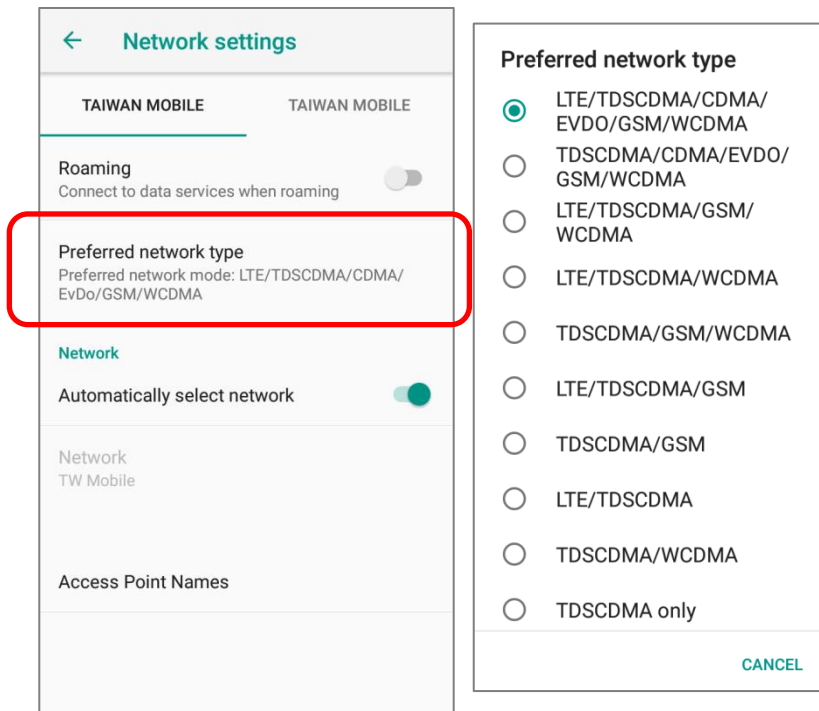 Network settings
TAIWAN MOBILE
TAIWAN MOBILE
Roaming
Connect to data services when roaming
Preferred network type
Preferred network mode: LTE/TDSCDMA/CDMA/
EvDo/GSM/WCDMA
Network
Automatically select network
Network
TW Mobile
Access Point Names
Preferred network type
LTE/TDSCDMA/CDMA/
EVDO/GSM/WCDMA
TDSCDMA/CDMA/EVDO/
GSM/WCDMA
LTE/TDSCDMA/GSM/
WCDMA
LTE/TDSCDMA/WCDMA
TDSCDMA/GSM/WCDMA
LTE/TDSCDMA/GSM
TDSCDMA/GSM
LTE/TDSCDMA
TDSCDMA/WCDMA
TDSCDMA only
CANCEL